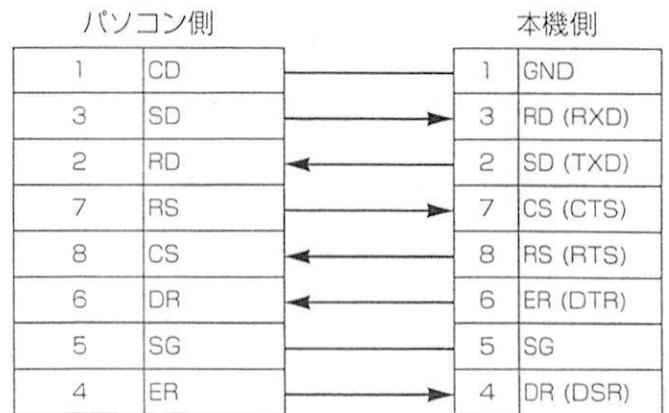 パソコン側 本機側
1 CD 1 GND
3 SD 3 RD (RXD)
2 RD 2 SD (TXD)
7 RS 7 CS (CTS)
8 CS 8 RS (RTS)
6 DR 6 ER (DTR)
5 SG 5 SG
4 ER 4 DR (DSR)